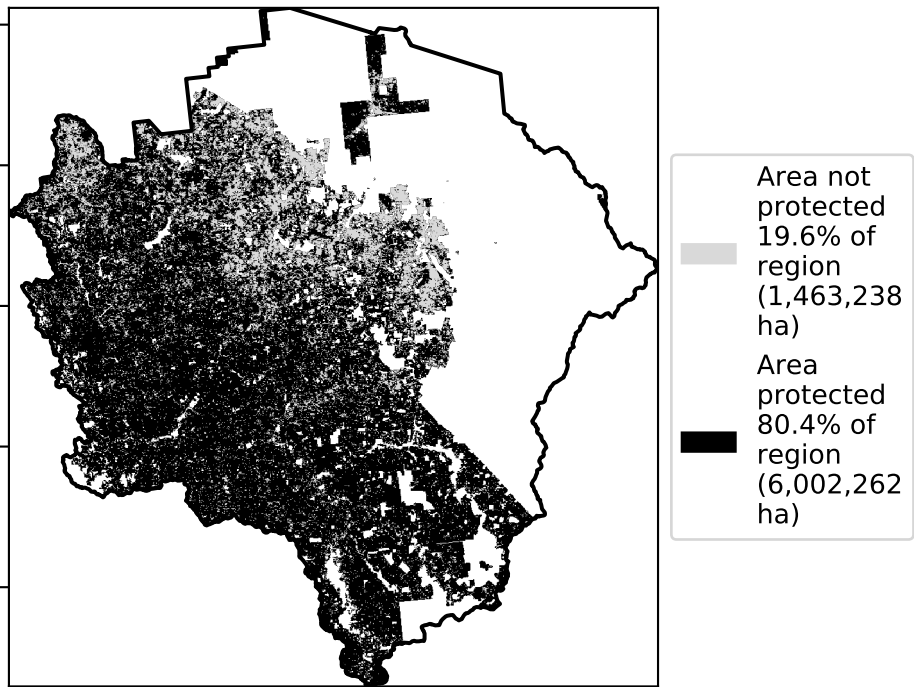 Area not
protected
19.6% of
region
(1,463,238
ha)
Area
protected
80.4% of
region
(6,002,262
ha)